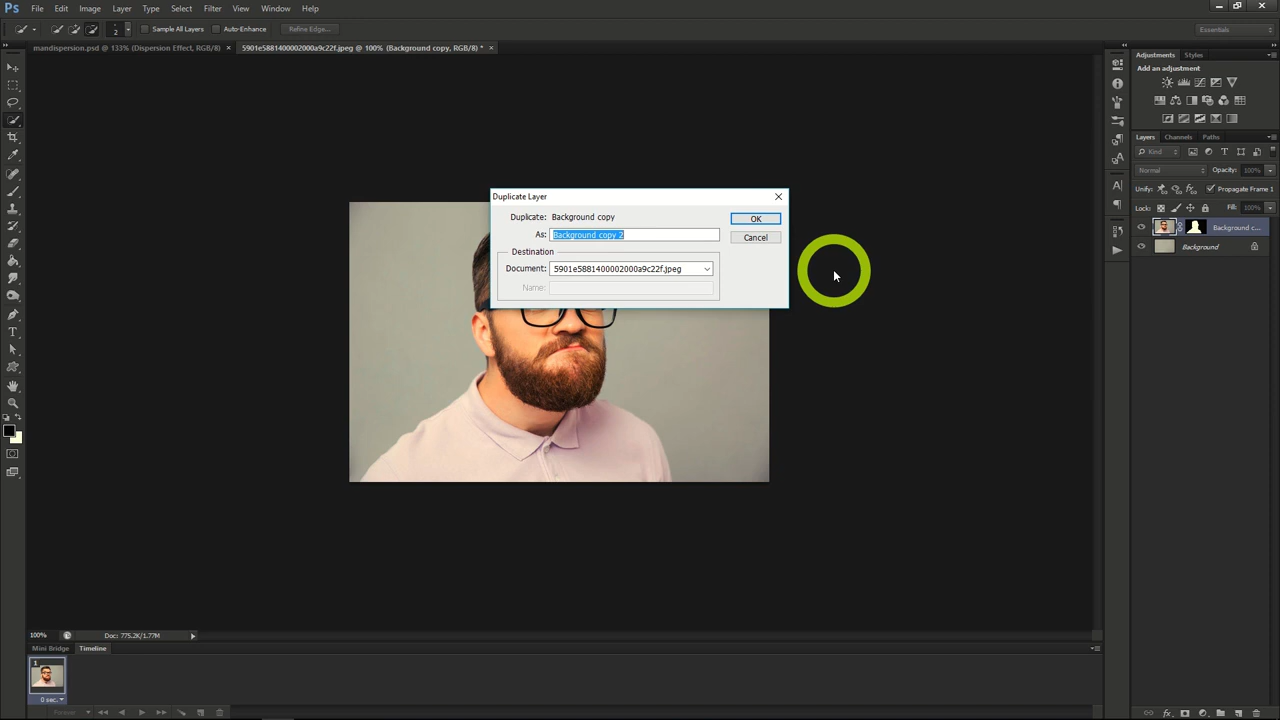 Ps File Edit Image Layer Type Select Filter View Window Help
2 Sample All Layers Auto-Enhance Refine Edge... Essentials
mandispersion.psd @ 133% (Dispersion Effect, RGB/8) × 5901e5881400002000a9c22f.jpeg @ 100% (Background copy, RGB/8) * ×
Adjustments Styles
Add an adjustment
Layers Channels Paths
Kind
Normal Opacity: 100%
Unify: Propagate Frame 1
Lock: Fill: 100%
Background c...
Background
Duplicate Layer
Duplicate: Background copy
OK
As: Background copy 2
Cancel
Destination
Document: 5901e5881400002000a9c22f.jpeg
Name:
100% Doc: 775.2K/1.77M
Mini Bridge Timeline
1
0 sec.
Forever